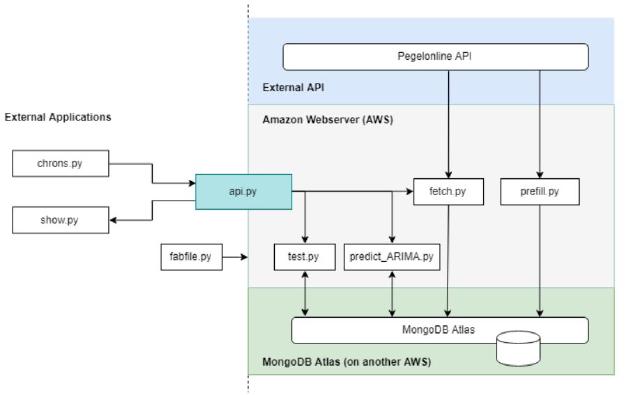 Pegelonline API
External API
External Applications
Amazon Webserver (AWS)
chrons.py
api.py
fetch.py
prefill.py
show.py
fabfile.py
test.py
predict_ARIMA.py
MongoDB Atlas
MongoDB Atlas (on another AWS)